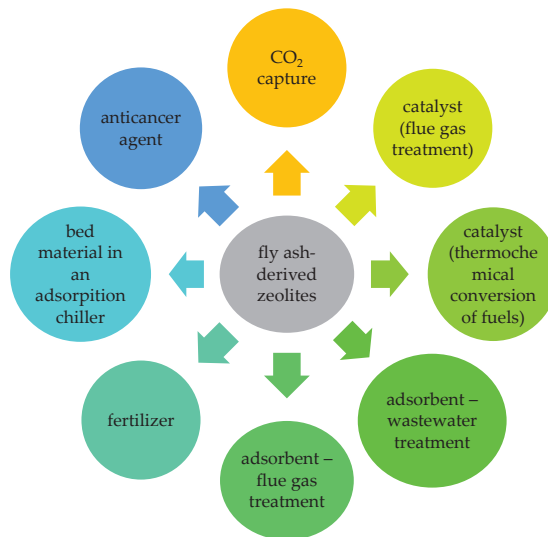 CO₂
capture
catalyst
(flue gas
treatment)
catalyst
(thermoche
mical
conversion
of fuels)
adsorbent –
wastewater
treatment
adsorbent –
flue gas
treatment
fertilizer
bed
material in
an
adsorpition
chiller
anticancer
agent
fly ash-
derived
zeolites